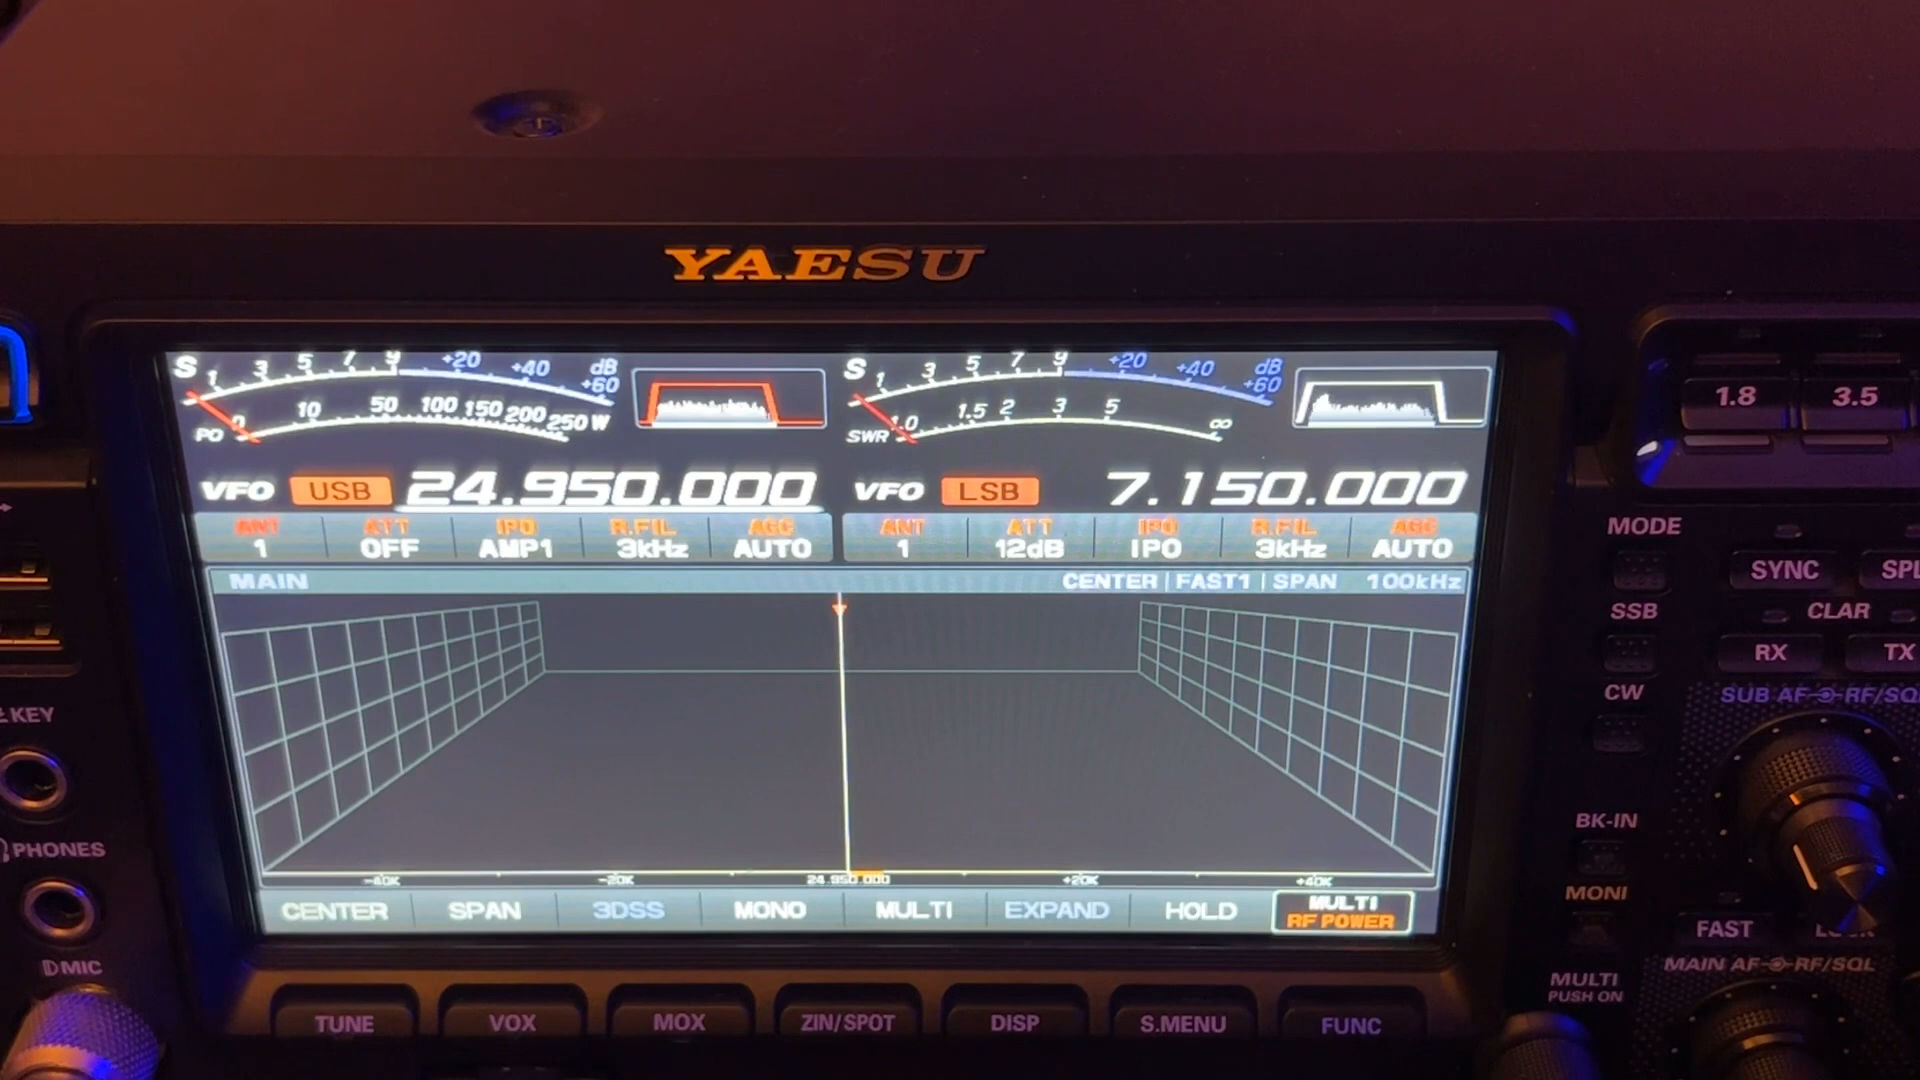 YAESU
S 1 3 5 7 9 +20 +40 dB +60
PO 0 10 50 100 150 200 250 W
S 1 3 5 7 9 +20 +40 dB +60
SWR 1.0 1.5 2 3 5 ∞
VFO USB 24.950.000
VFO LSB 7.150.000
ANT ATT IPO R.FIL AGC
1 OFF AMP1 3kHz AUTO
ANT ATT IPO R.FIL AGC
1 12dB IPO 3kHz AUTO
MAIN
CENTER | FAST1 | SPAN 100kHz
-40K -20K 24.950.000 +20K +40K
CENTER SPAN 3DSS MONO MULTI EXPAND HOLD
MULTI
RF POWER
TUNE VOX MOX ZIN/SPOT DISP S.MENU FUNC
KEY
PHONES
MIC
1.8 3.5
MODE
SYNC
SSB
CLAR
RX TX
CW
SUB AF RF/SQ
BK-IN
MONI
FAST
MAIN AF RF/SQL
MULTI
PUSH ON